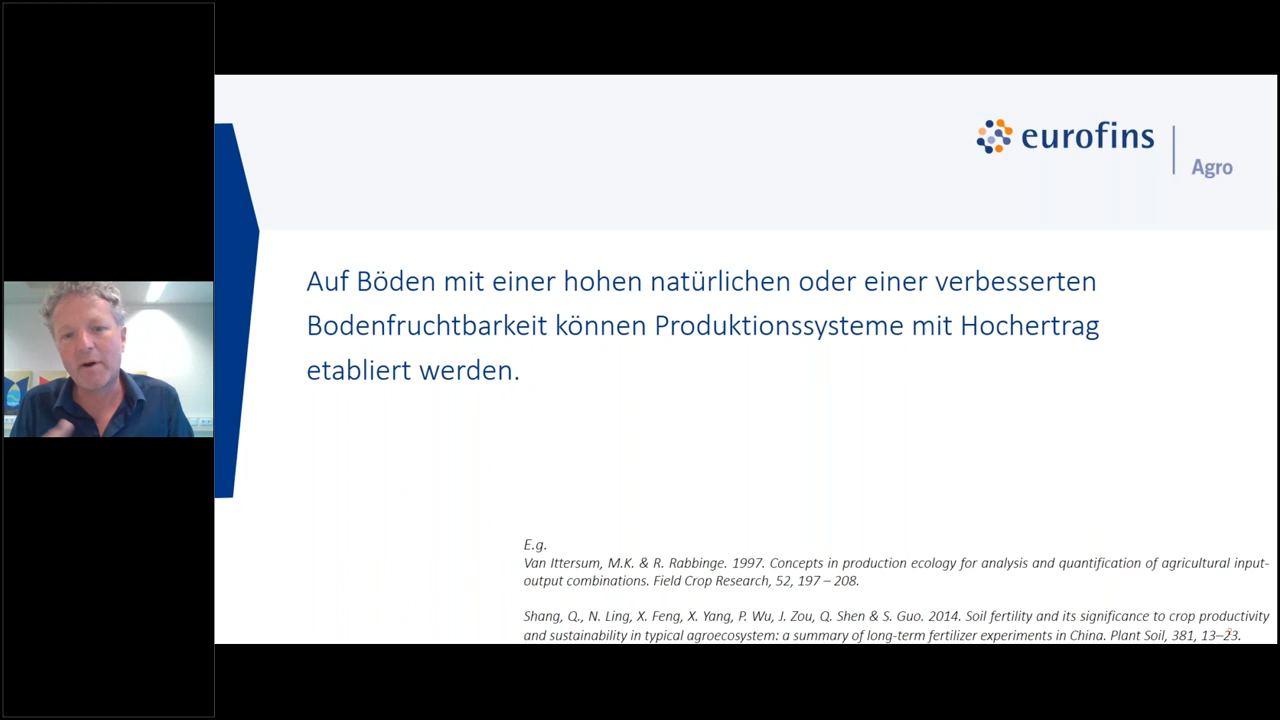 eurofins
Agro
Auf Böden mit einer hohen natürlichen oder einer verbesserten
Bodenfruchtbarkeit können Produktionssysteme mit Hochertrag
etabliert werden.
E.g.
Van Ittersum, M.K. & R. Rabbinge. 1997. Concepts in production ecology for analysis and quantification of agricultural input-
output combinations. Field Crop Research, 52, 197 – 208.
Shang, Q., N. Ling, X. Feng, X. Yang, P. Wu, J. Zou, Q. Shen & S. Guo. 2014. Soil fertility and its significance to crop productivity
and sustainability in typical agroecosystem: a summary of long-term fertilizer experiments in China. Plant Soil, 381, 13–23.